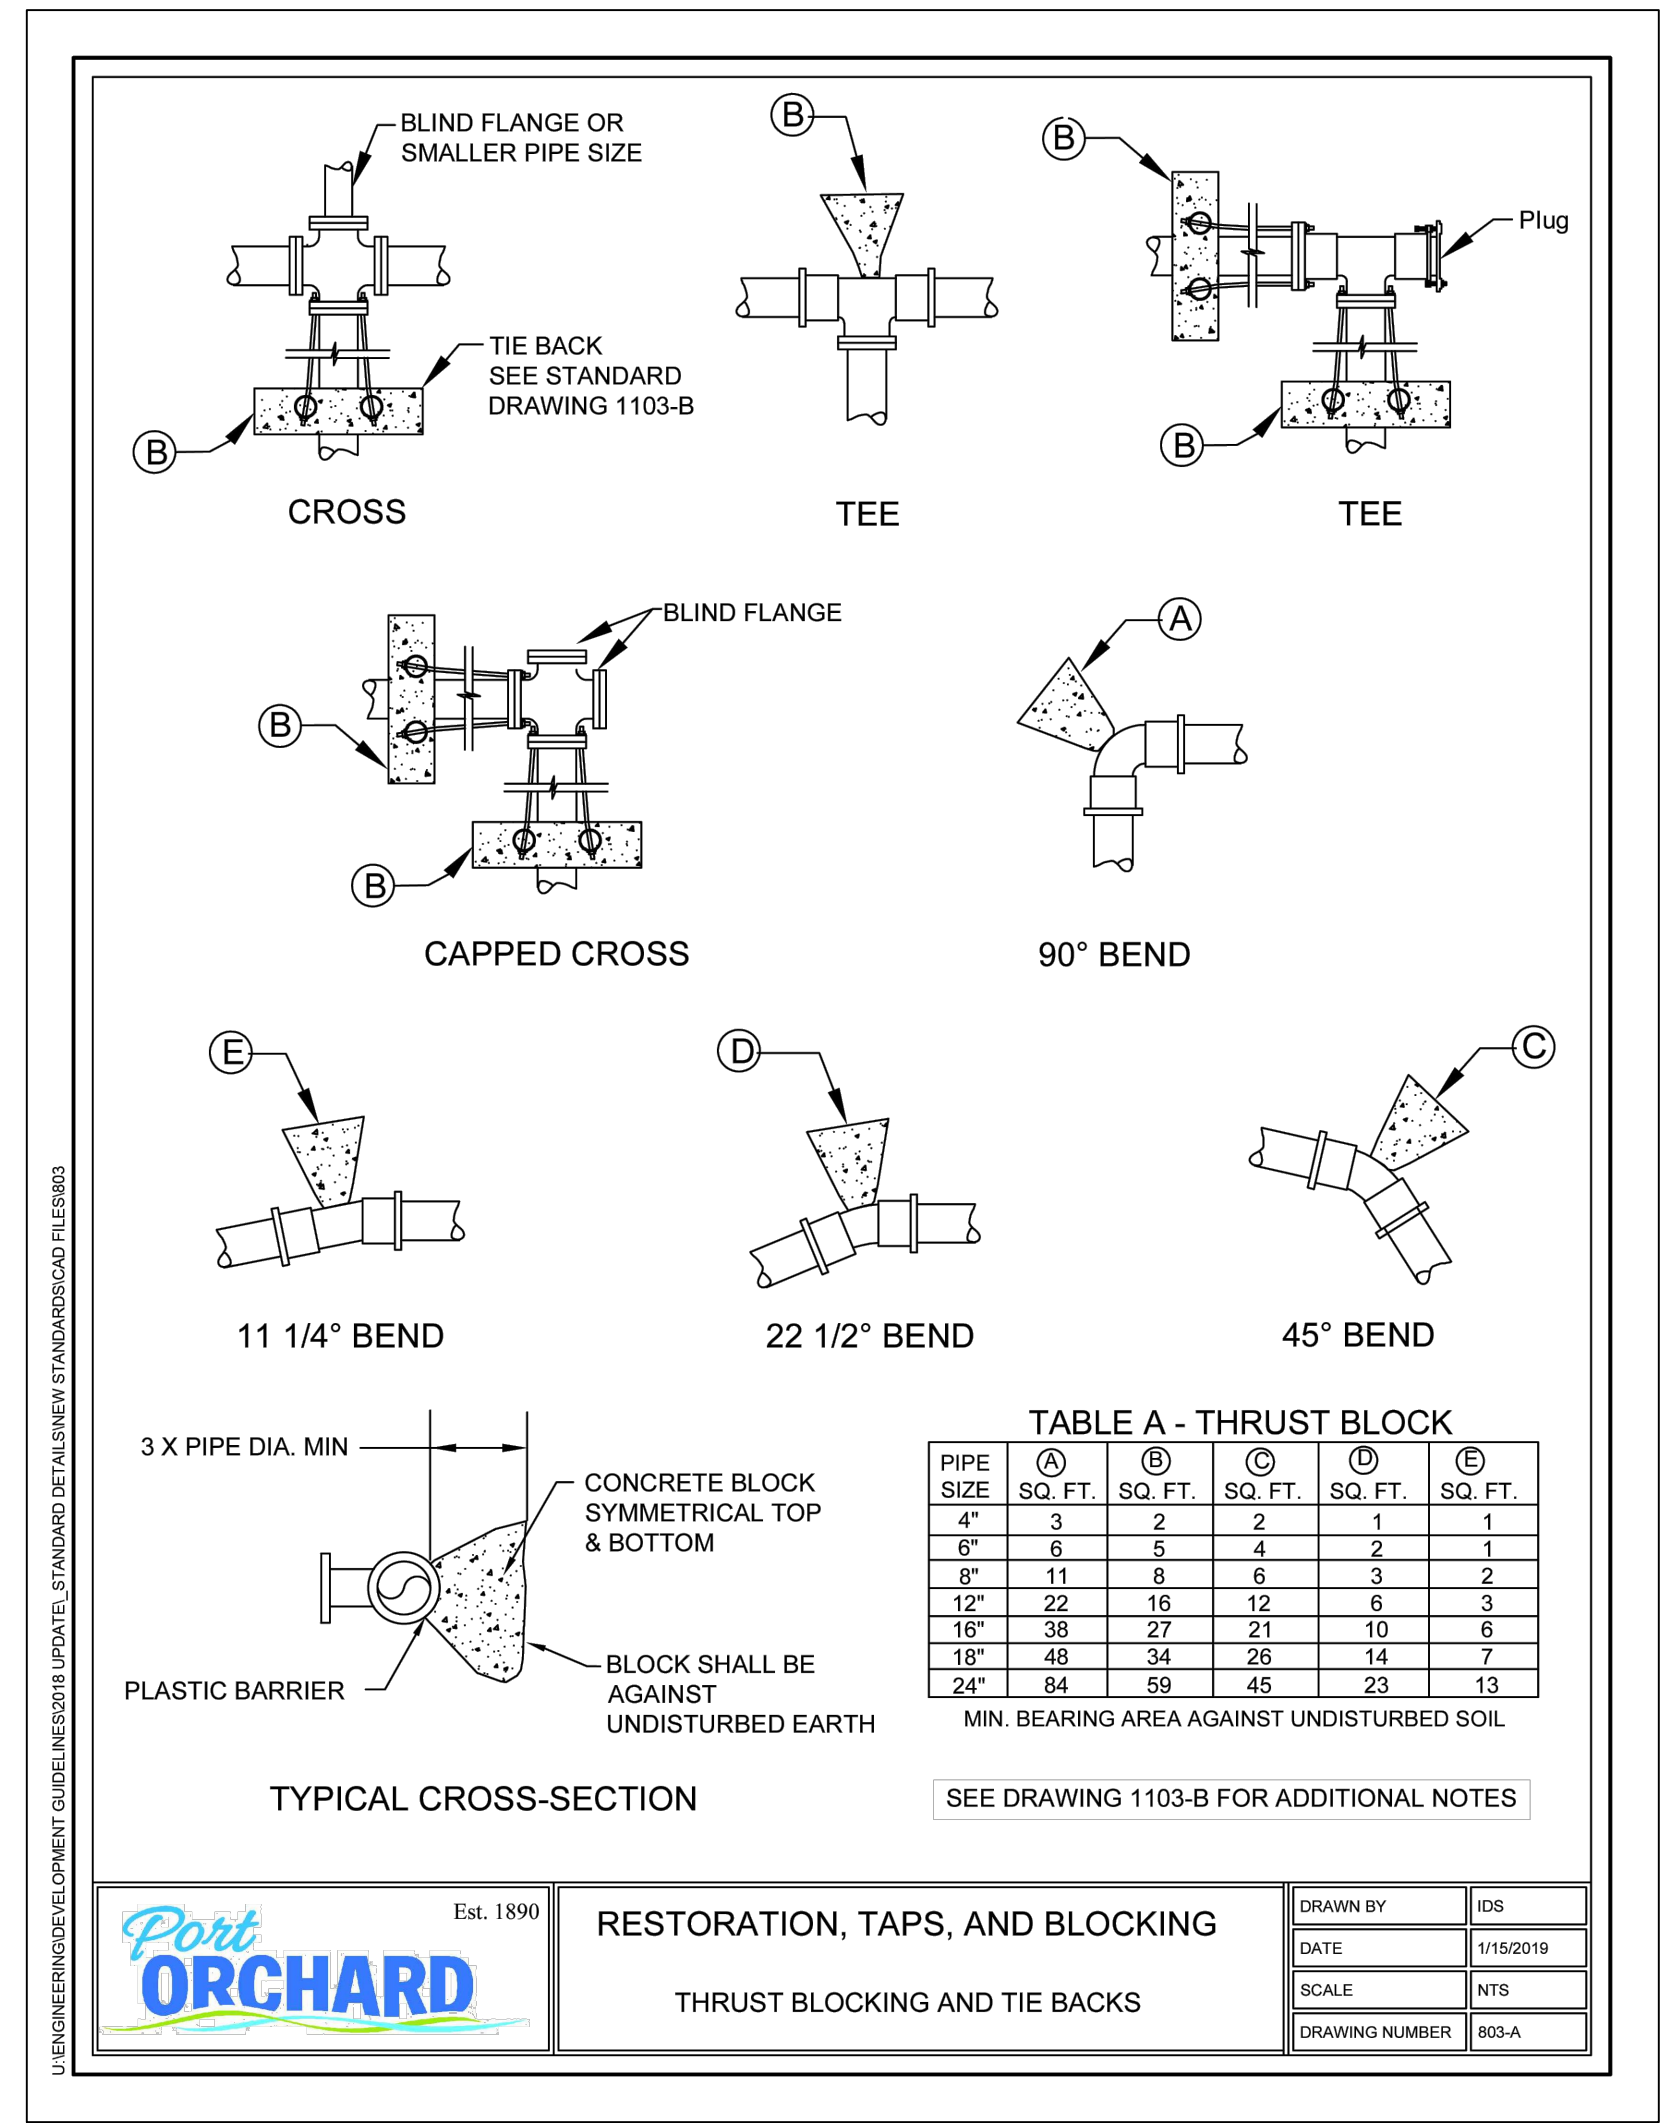 BLIND FLANGE OR
SMALLER PIPE SIZE
TIE BACK
SEE STANDARD
DRAWING 1103-B
B
CROSS
B
TEE
B
Plug
B
TEE
BLIND FLANGE
B
B
CAPPED CROSS
A
90° BEND
E
11 1/4° BEND
D
22 1/2° BEND
C
45° BEND
3 X PIPE DIA. MIN
CONCRETE BLOCK
SYMMETRICAL TOP
& BOTTOM
PLASTIC BARRIER
BLOCK SHALL BE
AGAINST
UNDISTURBED EARTH
TYPICAL CROSS-SECTION
TABLE A - THRUST BLOCK
PIPE A B C D E
SIZE SQ. FT. SQ. FT. SQ. FT. SQ. FT. SQ. FT.
4" 3 2 2 1 1
6" 6 5 4 2 1
8" 11 8 6 3 2
12" 22 16 12 6 3
16" 38 27 21 10 6
18" 48 34 26 14 7
24" 84 59 45 23 13
MIN. BEARING AREA AGAINST UNDISTURBED SOIL
SEE DRAWING 1103-B FOR ADDITIONAL NOTES
U:\ENGINEERING\DEVELOPMENT GUIDELINES\2018 UPDATE\_STANDARD DETAILS\NEW STANDARDS\CAD FILES\803
Est. 1890
Port
ORCHARD
RESTORATION, TAPS, AND BLOCKING
THRUST BLOCKING AND TIE BACKS
DRAWN BY IDS
DATE 1/15/2019
SCALE NTS
DRAWING NUMBER 803-A